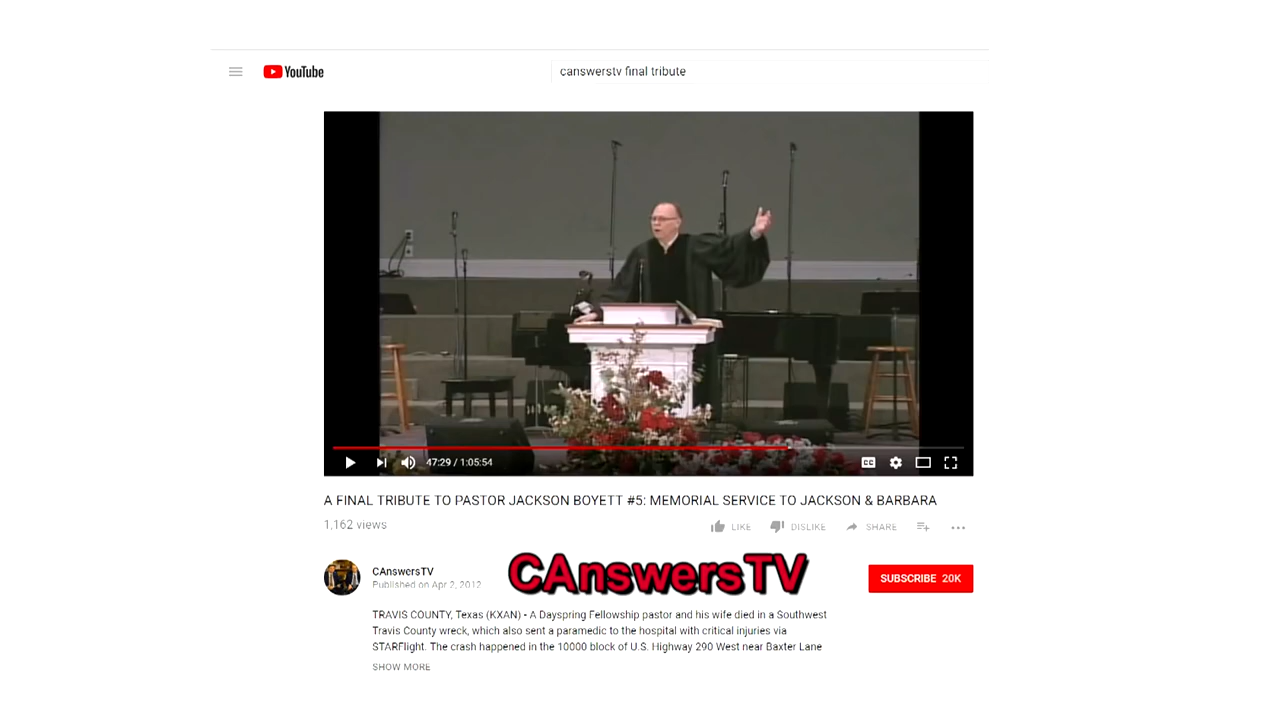 YouTube
canswerstv final tribute
47:29 / 1:05:54
CC
A FINAL TRIBUTE TO PASTOR JACKSON BOYETT #5: MEMORIAL SERVICE TO JACKSON & BARBARA
1,162 views
LIKE DISLIKE SHARE
CAnswersTV
Published on Apr 2, 2012
CAnswersTV
SUBSCRIBE 20K
TRAVIS COUNTY, Texas (KXAN) - A Dayspring Fellowship pastor and his wife died in a Southwest
Travis County wreck, which also sent a paramedic to the hospital with critical injuries via
STARFlight. The crash happened in the 10000 block of U.S. Highway 290 West near Baxter Lane
SHOW MORE